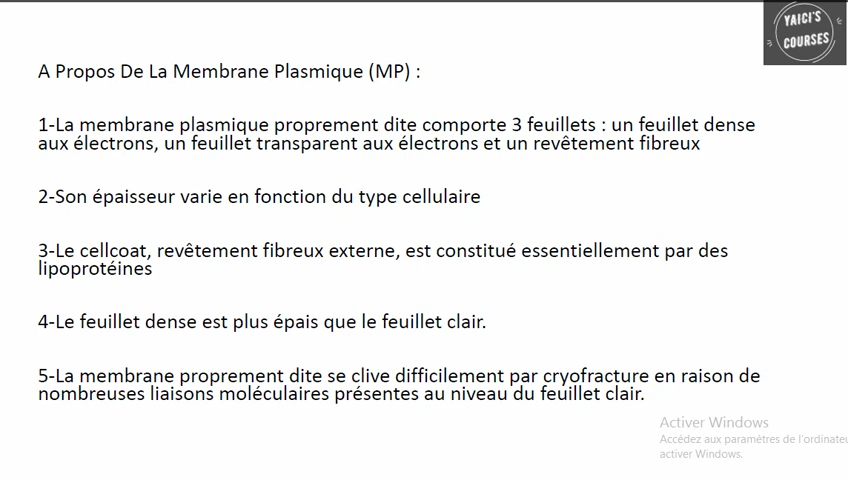 YAICI'S
COURSES
A Propos De La Membrane Plasmique (MP) :
1-La membrane plasmique proprement dite comporte 3 feuillets : un feuillet dense
aux électrons, un feuillet transparent aux électrons et un revêtement fibreux
2-Son épaisseur varie en fonction du type cellulaire
3-Le cellcoat, revêtement fibreux externe, est constitué essentiellement par des
lipoprotéines
4-Le feuillet dense est plus épais que le feuillet clair.
5-La membrane proprement dite se clive difficilement par cryofracture en raison de
nombreuses liaisons moléculaires présentes au niveau du feuillet clair.
Activer Windows
Accédez aux paramètres de l'ordinateu
activer Windows.